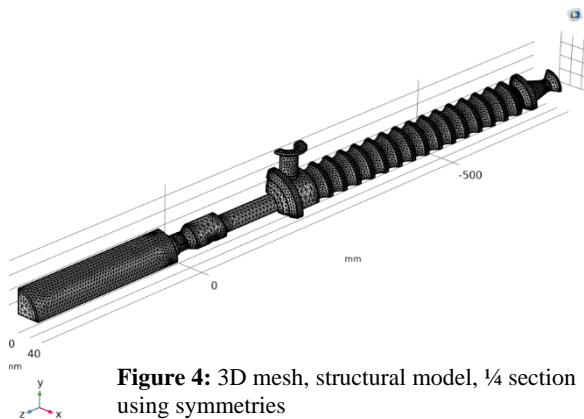 -500
mm
0
0
40
mm
y
z
x
Figure 4: 3D mesh, structural model, ¼ section
using symmetries